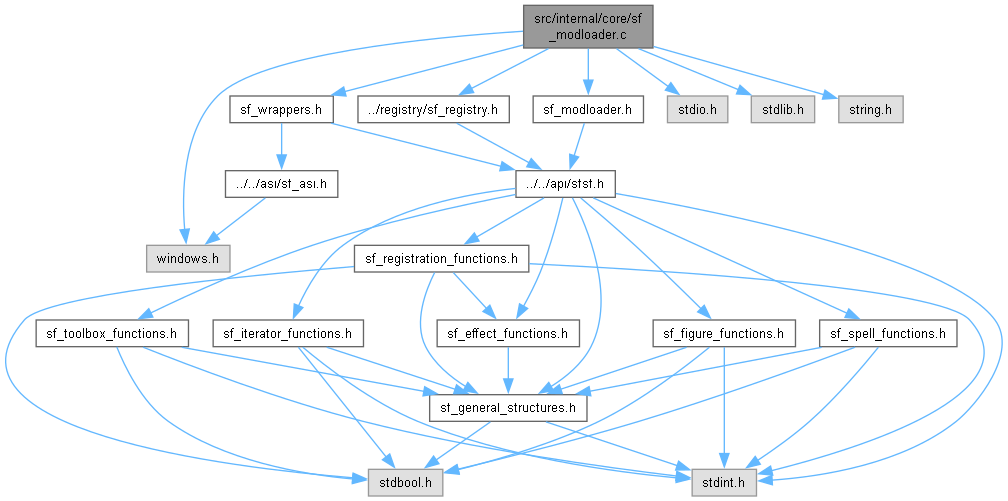 src/internal/core/sf
_modloader.c
sf_wrappers.h
../registry/sf_registry.h
sf_modloader.h
stdio.h
stdlib.h
string.h
../../asi/sf_asi.h
../../api/sfsf.h
windows.h
sf_registration_functions.h
sf_toolbox_functions.h
sf_iterator_functions.h
sf_effect_functions.h
sf_figure_functions.h
sf_spell_functions.h
sf_general_structures.h
stdbool.h
stdint.h